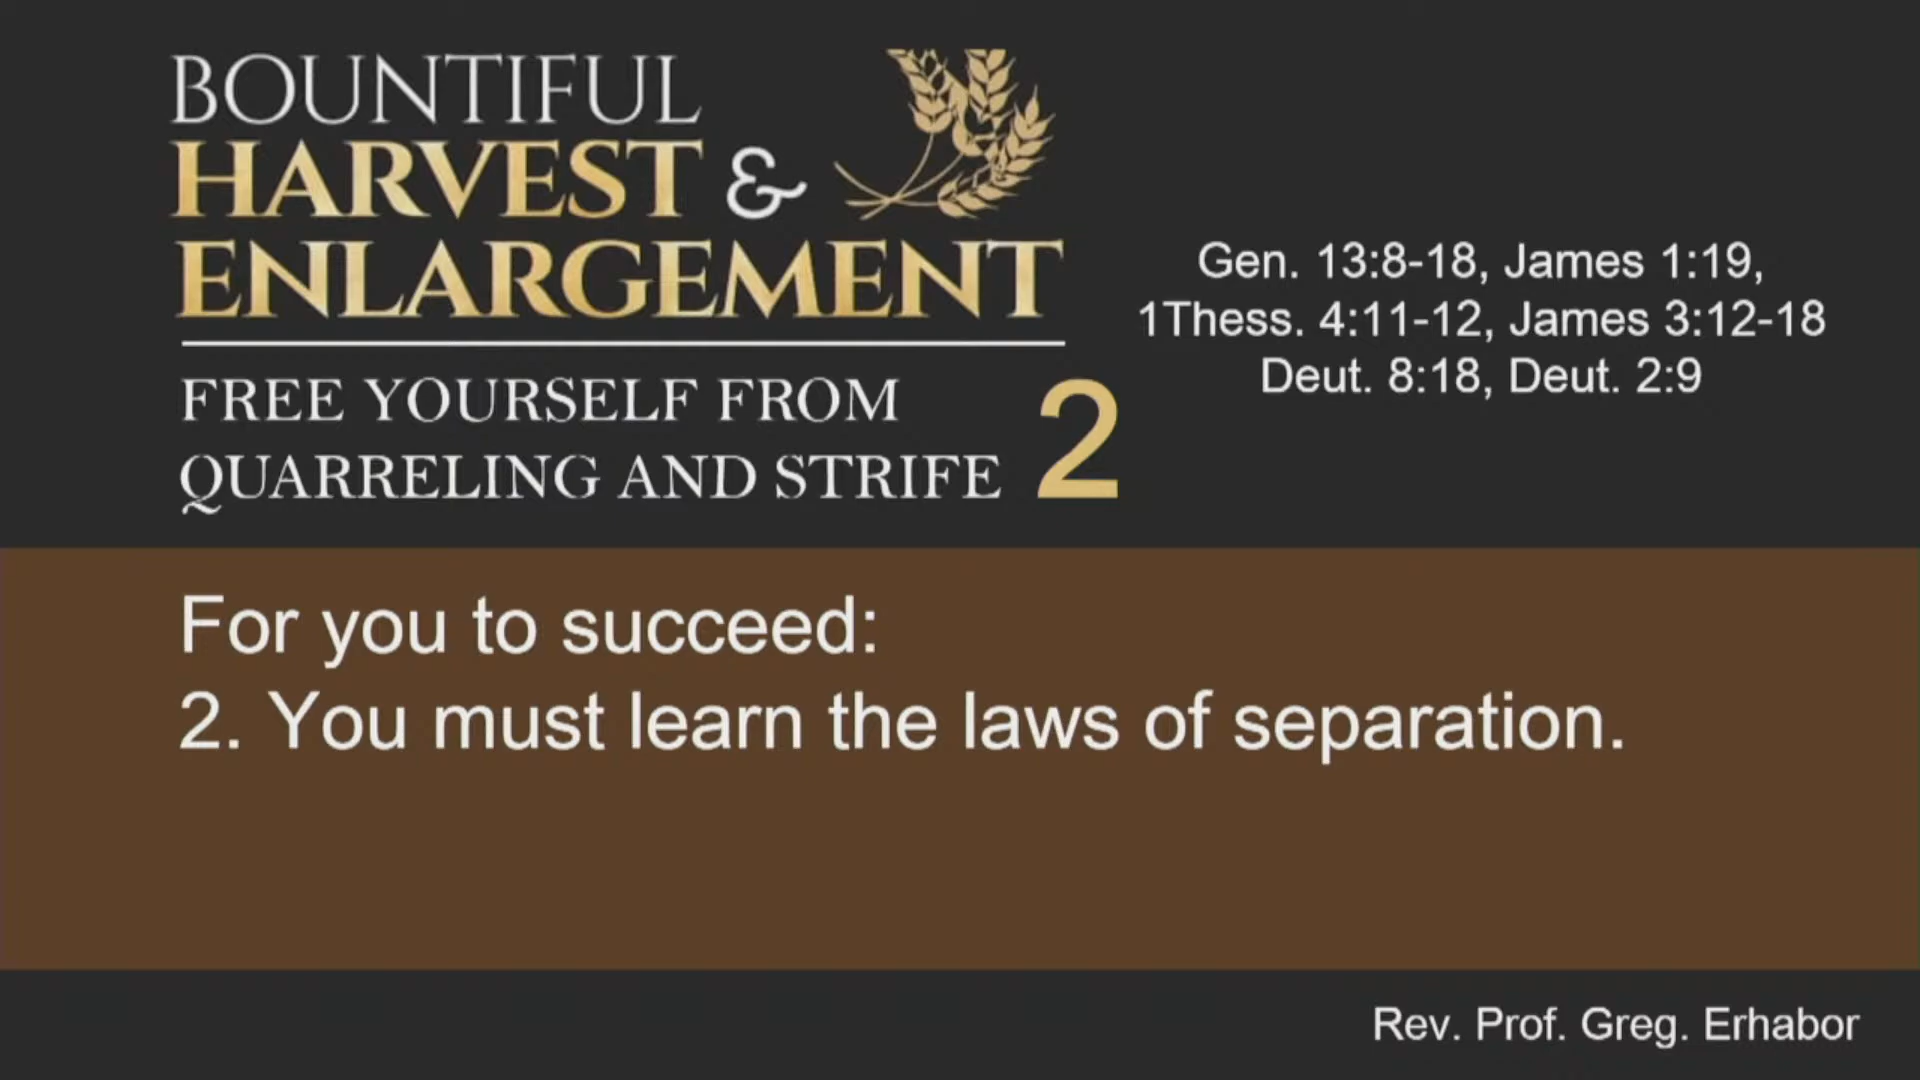 BOUNTIFUL
HARVEST &
ENLARGEMENT
FREE YOURSELF FROM
QUARRELING AND STRIFE 2
Gen. 13:8-18, James 1:19,
1Thess. 4:11-12, James 3:12-18
Deut. 8:18, Deut. 2:9
For you to succeed:
2. You must learn the laws of separation.
Rev. Prof. Greg. Erhabor